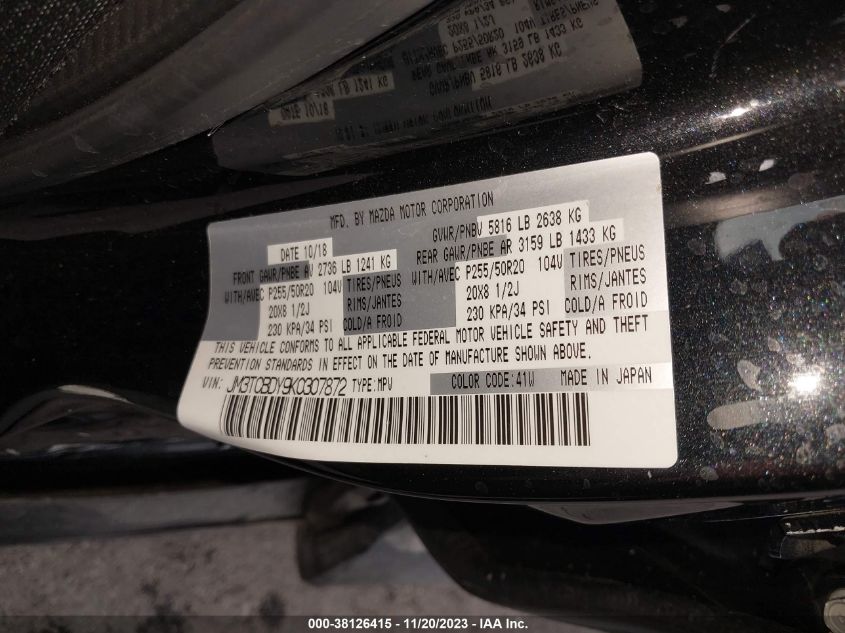 MFD. BY MAZDA MOTOR CORPORATION
DATE 10/18 GVWR/PNBV 5816 LB 2638 KG
FRONT GAWR/PNBE AV 2736 LB 1241 KG REAR GAWR/PNBE AR 3159 LB 1433 KG
WITH/AVEC P255/50R20 104V TIRES/PNEUS WITH/AVEC P255/50R20 104V TIRES/PNEUS
20X8 1/2J RIMS/JANTES 20X8 1/2J RIMS/JANTES
230 KPA/34 PSI COLD/A FROID 230 KPA/34 PSI COLD/A FROID
THIS VEHICLE CONFORMS TO ALL APPLICABLE FEDERAL MOTOR VEHICLE SAFETY AND THEFT
PREVENTION STANDARDS IN EFFECT ON THE DATE OF MANUFACTURE SHOWN ABOVE.
VIN: JM3TCBDY9K0307872 TYPE:MPV COLOR CODE:41W MADE IN JAPAN
000-38126415 - 11/20/2023 - IAA Inc.